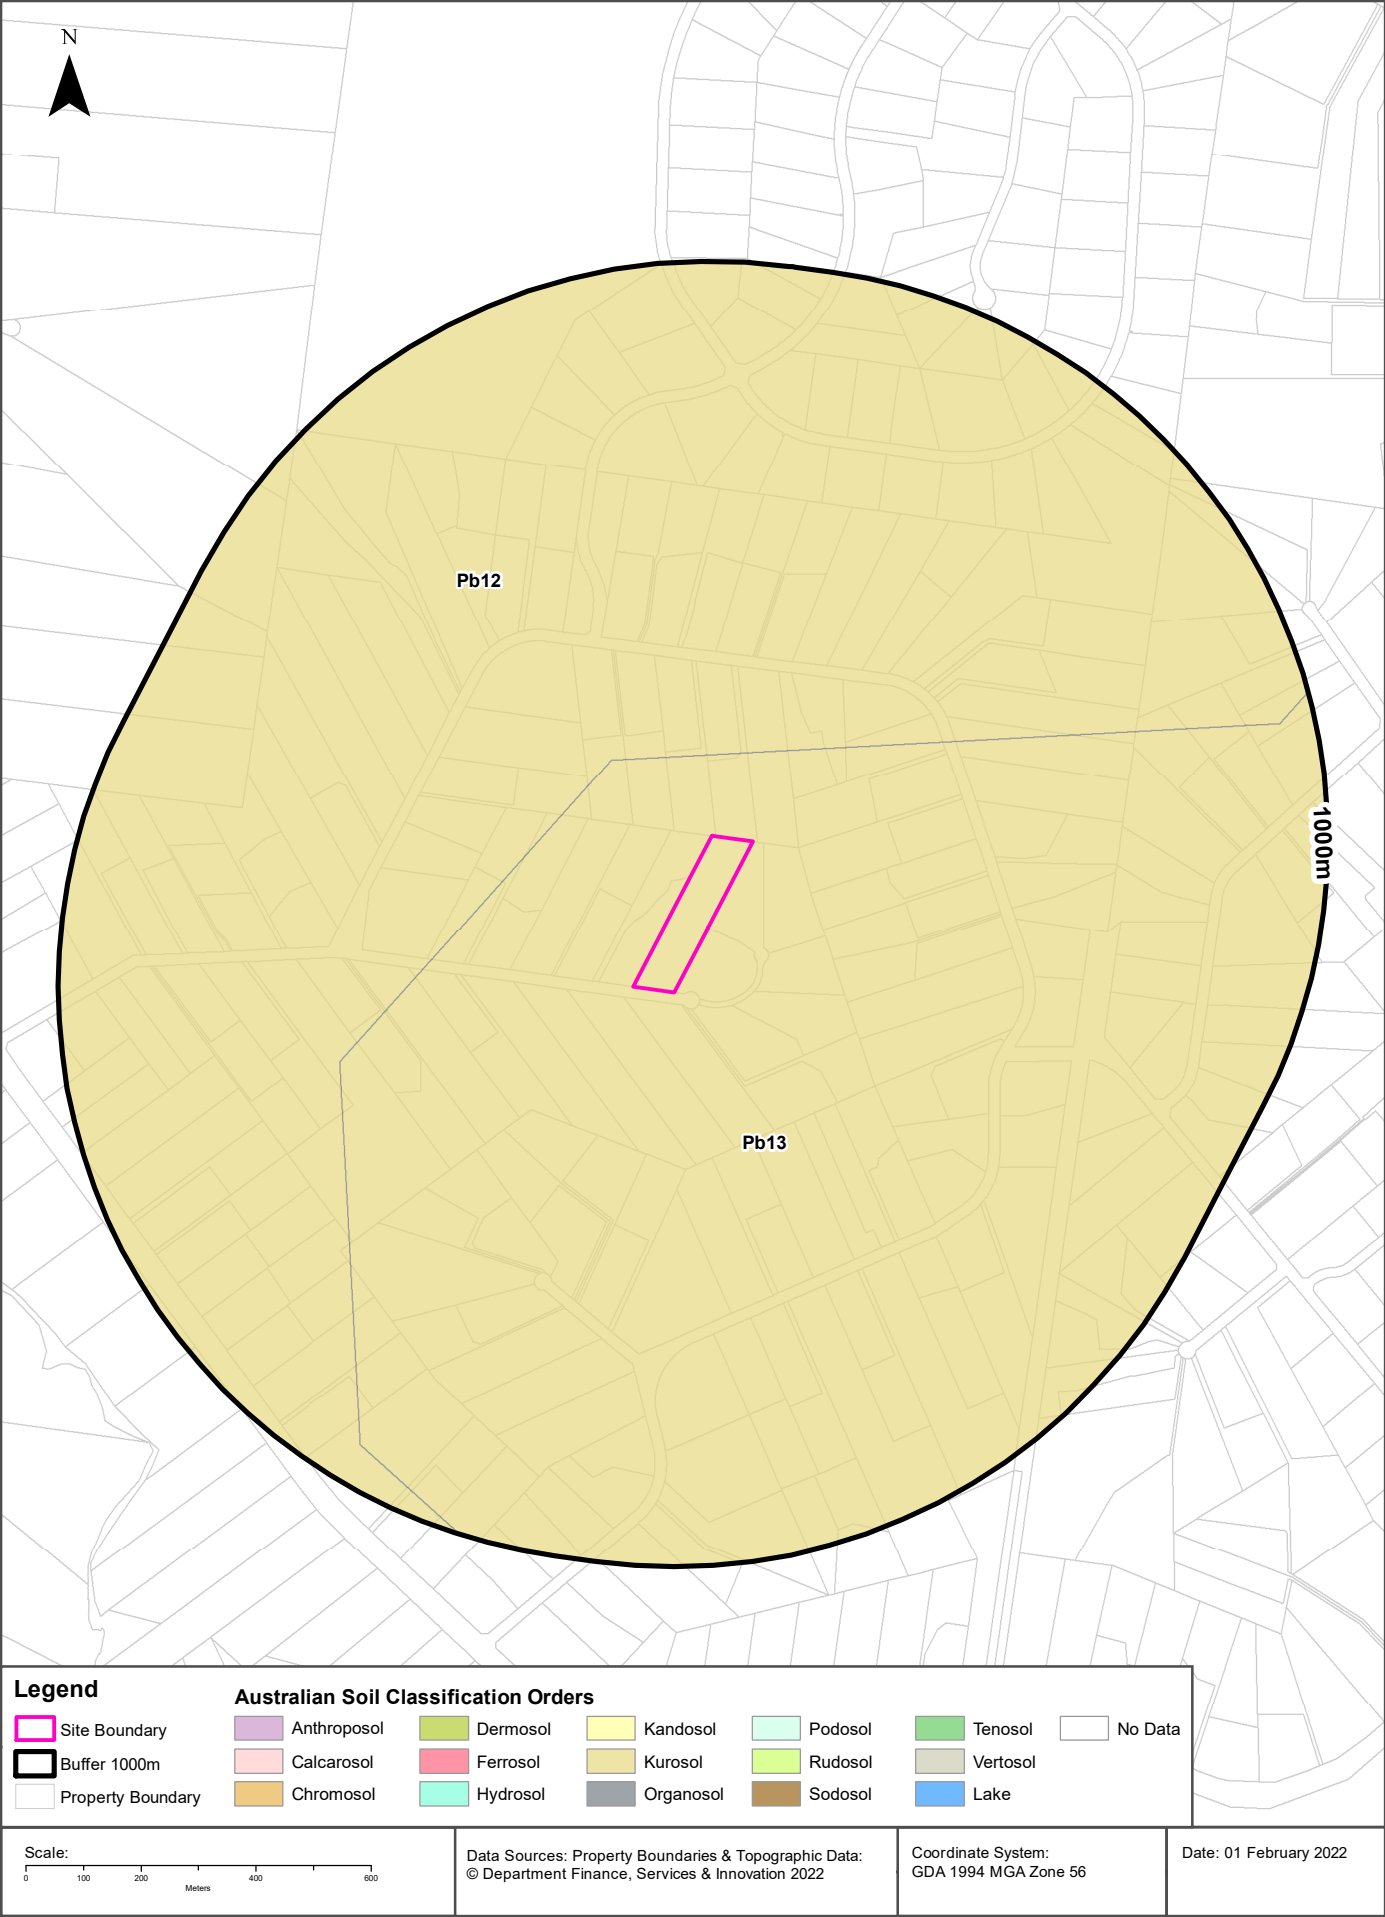 N
Pb12
1000m
Pb13
Legend
Site Boundary
Buffer 1000m
Property Boundary
Australian Soil Classification Orders
Anthroposol
Calcarosol
Chromosol
Dermosol
Ferrosol
Hydrosol
Kandosol
Kurosol
Organosol
Podosol
Rudosol
Sodosol
Tenosol
Vertosol
Lake
No Data
Scale:
0 100 200 400 600
Meters
Data Sources: Property Boundaries & Topographic Data:
© Department Finance, Services & Innovation 2022
Coordinate System:
GDA 1994 MGA Zone 56
Date: 01 February 2022